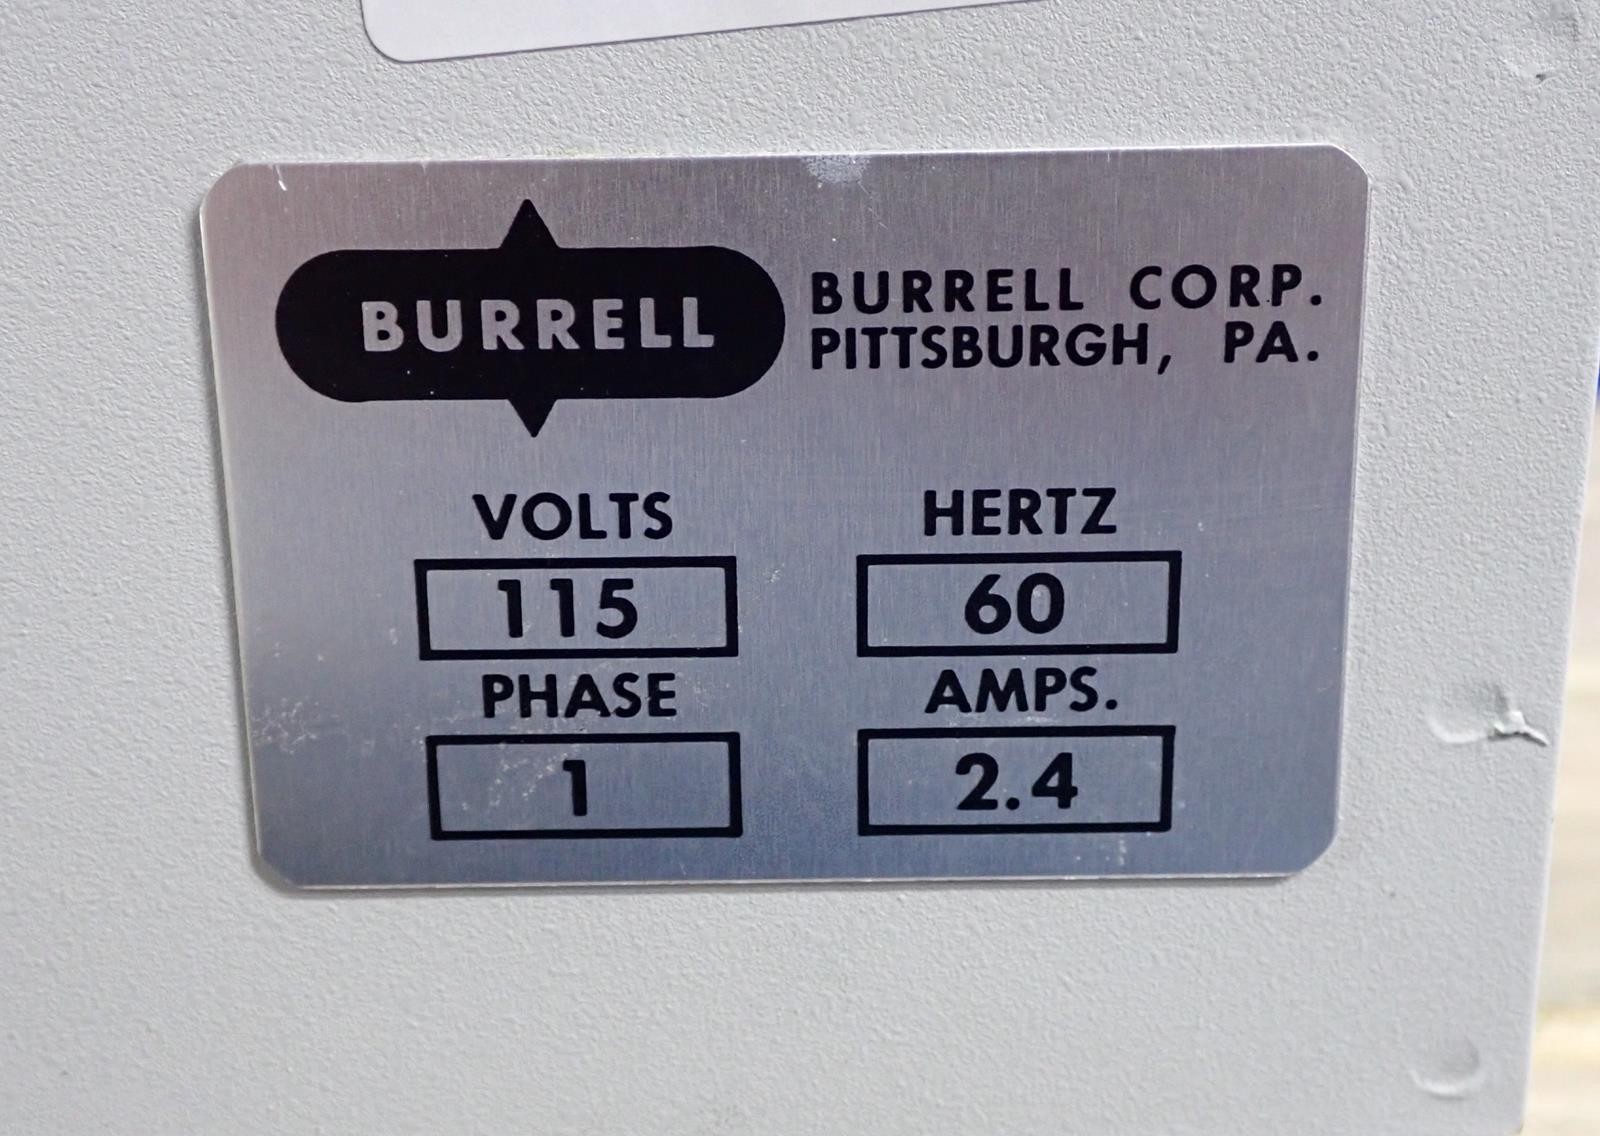 BURRELL
BURRELL CORP.
PITTSBURGH, PA.
VOLTS
115
HERTZ
60
PHASE
1
AMPS.
2.4